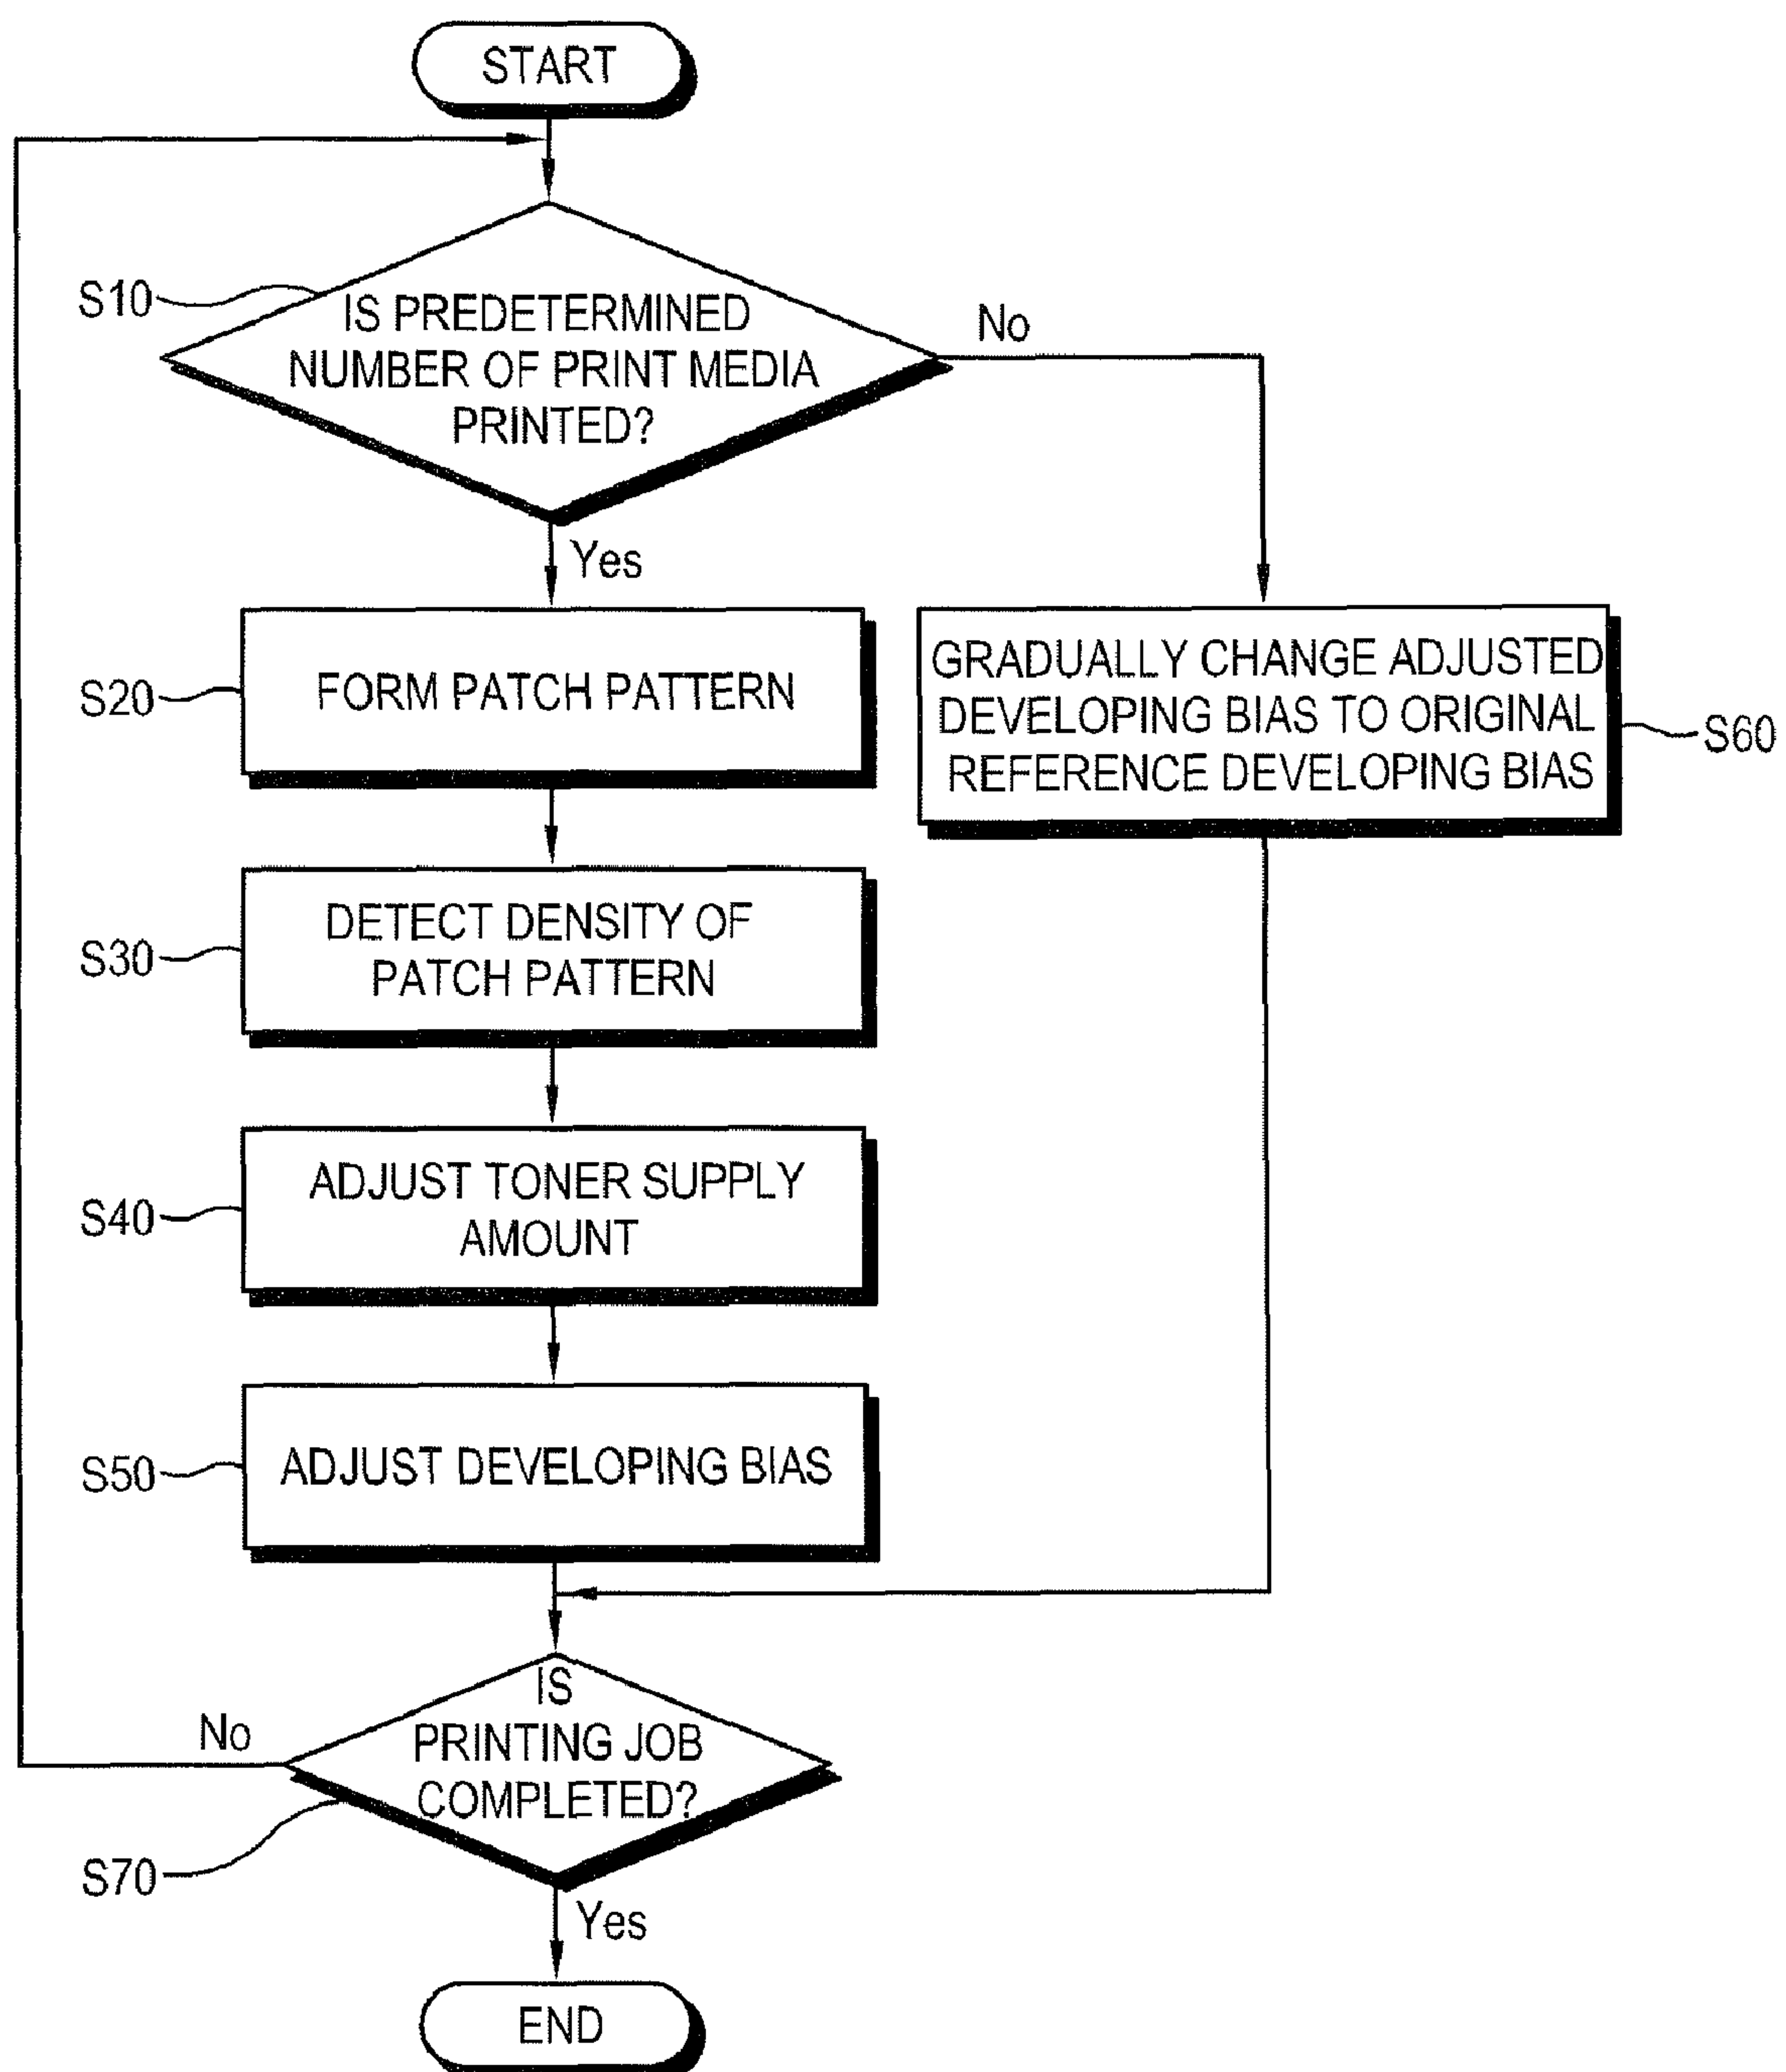 START
S10
IS PREDETERMINED
NUMBER OF PRINT MEDIA
PRINTED?
No
Yes
S20
FORM PATCH PATTERN
GRADUALLY CHANGE ADJUSTED
DEVELOPING BIAS TO ORIGINAL
REFERENCE DEVELOPING BIAS
S60
S30
DETECT DENSITY OF
PATCH PATTERN
S40
ADJUST TONER SUPPLY
AMOUNT
S50
ADJUST DEVELOPING BIAS
No
IS
PRINTING JOB
COMPLETED?
S70
Yes
END